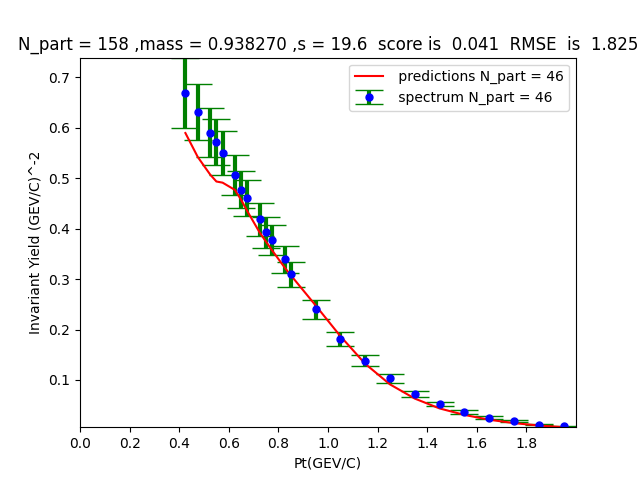 N_part = 158 ,mass = 0.938270 ,s = 19.6  score is  0.041  RMSE  is  1.825
predictions N_part = 46
spectrum N_part = 46
Invariant Yield (GEV/C)^-2
0.7
0.6
0.5
0.4
0.3
0.2
0.1
0.0 0.2 0.4 0.6 0.8 1.0 1.2 1.4 1.6 1.8
Pt(GEV/C)